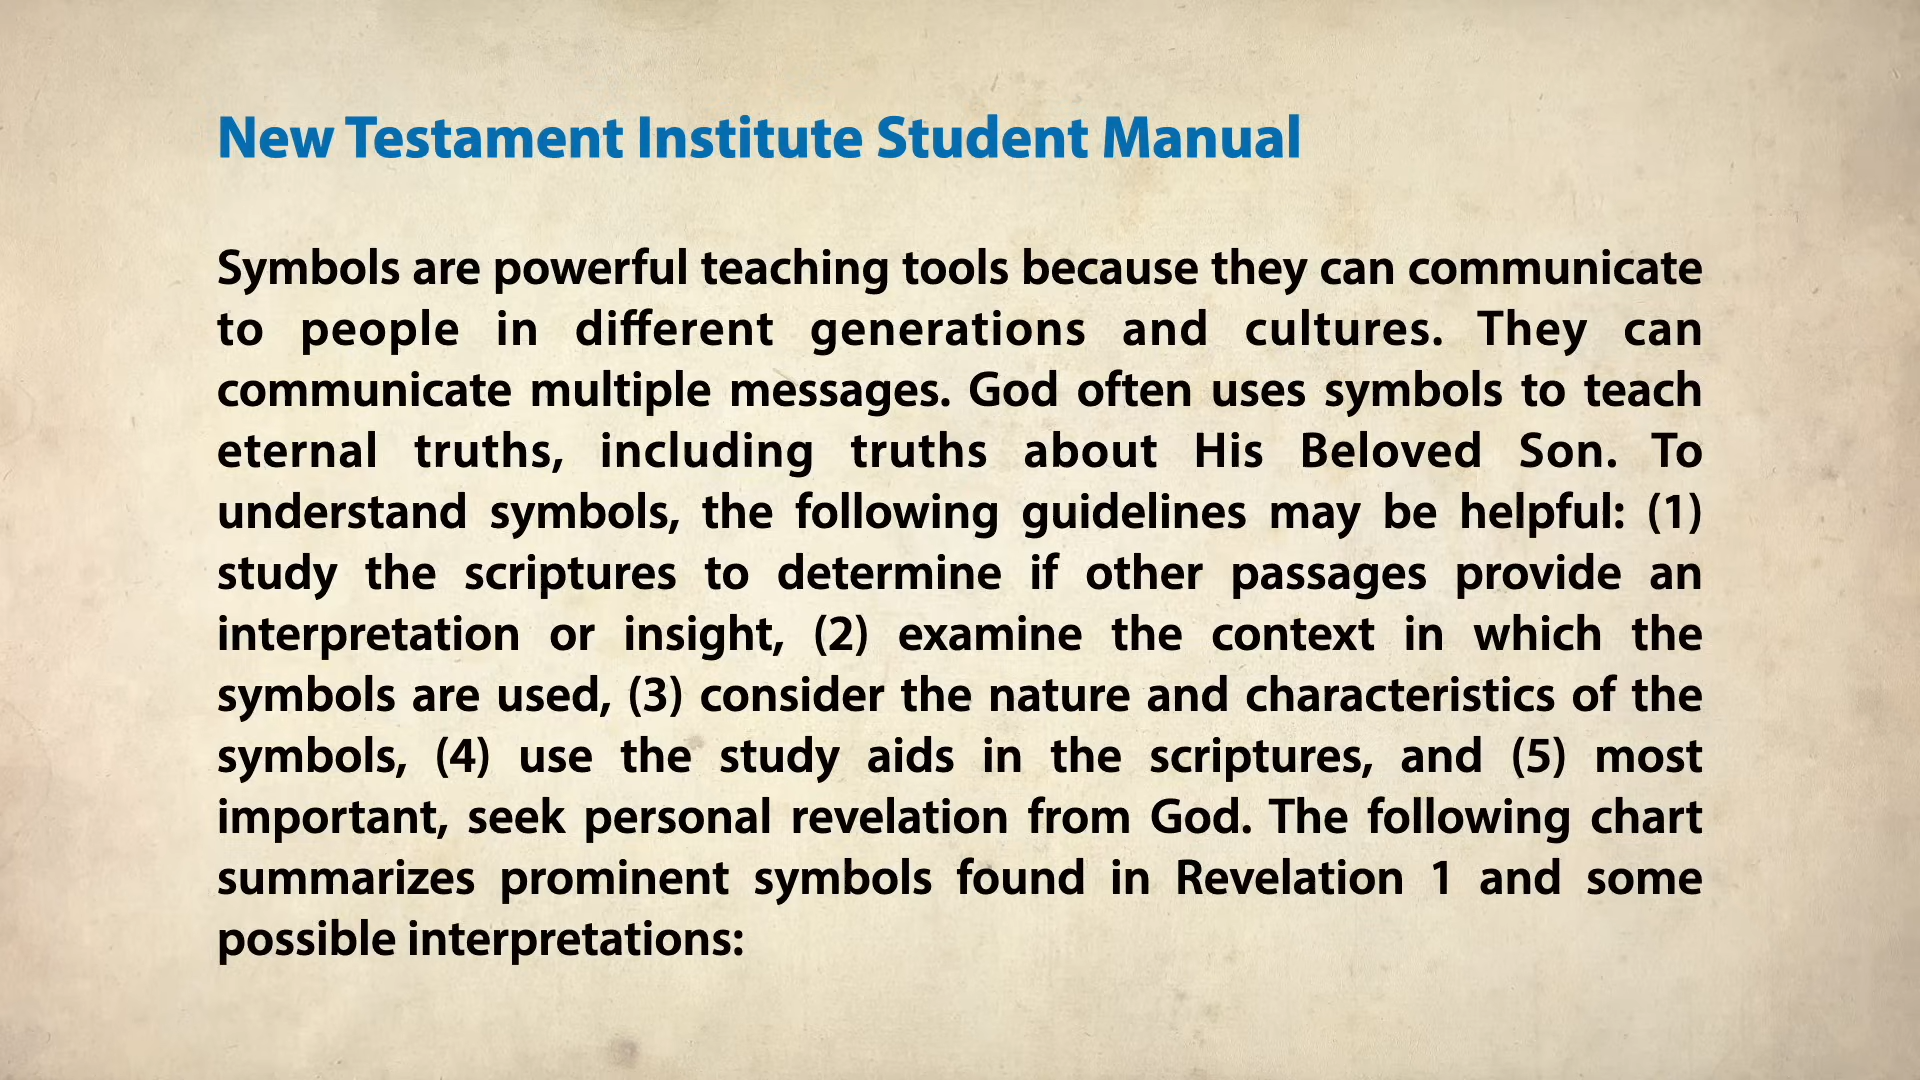 New Testament Institute Student Manual
Symbols are powerful teaching tools because they can communicate
to people in different generations and cultures. They can
communicate multiple messages. God often uses symbols to teach
eternal truths, including truths about His Beloved Son. To
understand symbols, the following guidelines may be helpful: (1)
study the scriptures to determine if other passages provide an
interpretation or insight, (2) examine the context in which the
symbols are used, (3) consider the nature and characteristics of the
symbols, (4) use the study aids in the scriptures, and (5) most
important, seek personal revelation from God. The following chart
summarizes prominent symbols found in Revelation 1 and some
possible interpretations: